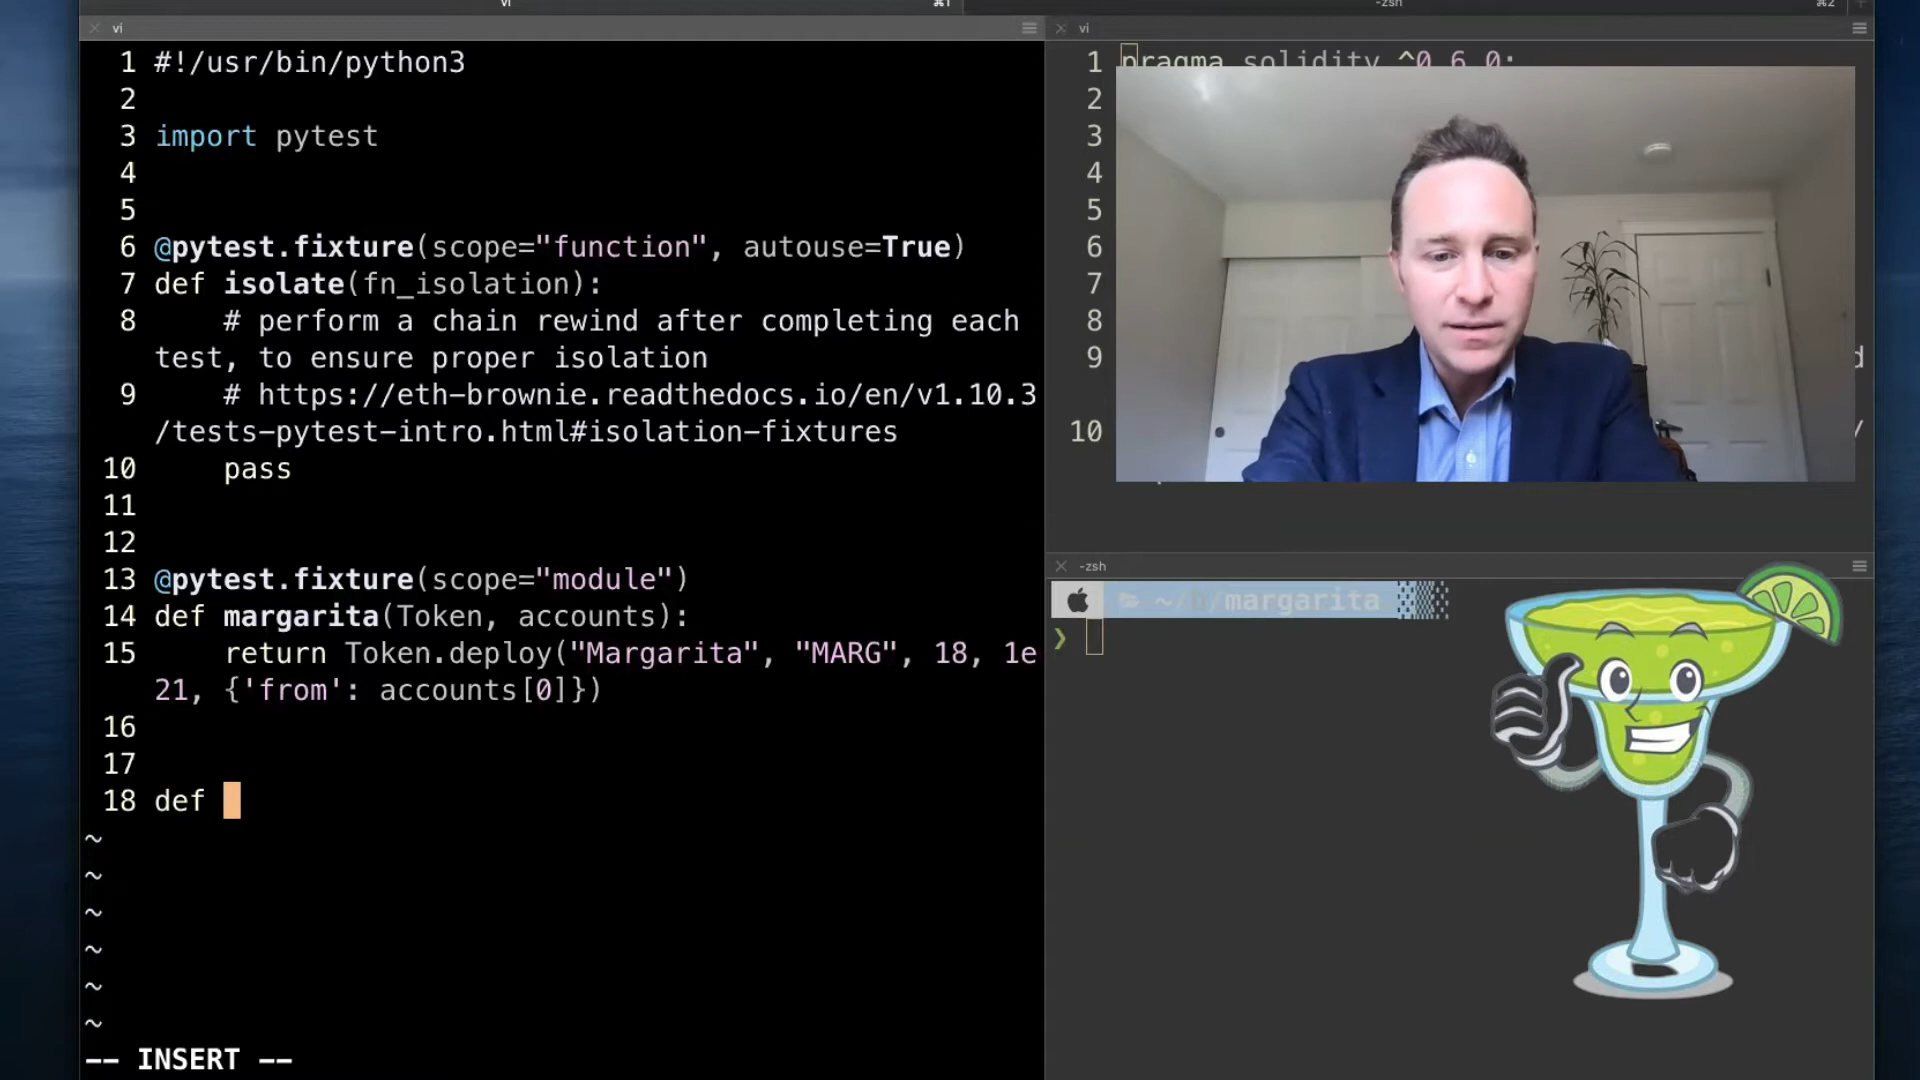 vi
⌘1
-zsh
⌘2
vi
1 #!/usr/bin/python3
2
3 import pytest
4
5
6 @pytest.fixture(scope="function", autouse=True)
7 def isolate(fn_isolation):
8     # perform a chain rewind after completing each
test, to ensure proper isolation
9     # https://eth-brownie.readthedocs.io/en/v1.10.3
/tests-pytest-intro.html#isolation-fixtures
10     pass
11
12
13 @pytest.fixture(scope="module")
14 def margarita(Token, accounts):
15     return Token.deploy("Margarita", "MARG", 18, 1e
21, {'from': accounts[0]})
16
17
18 def
~
~
~
~
~
~
-- INSERT --
vi
1 pragma solidity ^0.6.0;
2
3
4
5
6
7
8
9
10
-zsh
~/b/margarita
❯